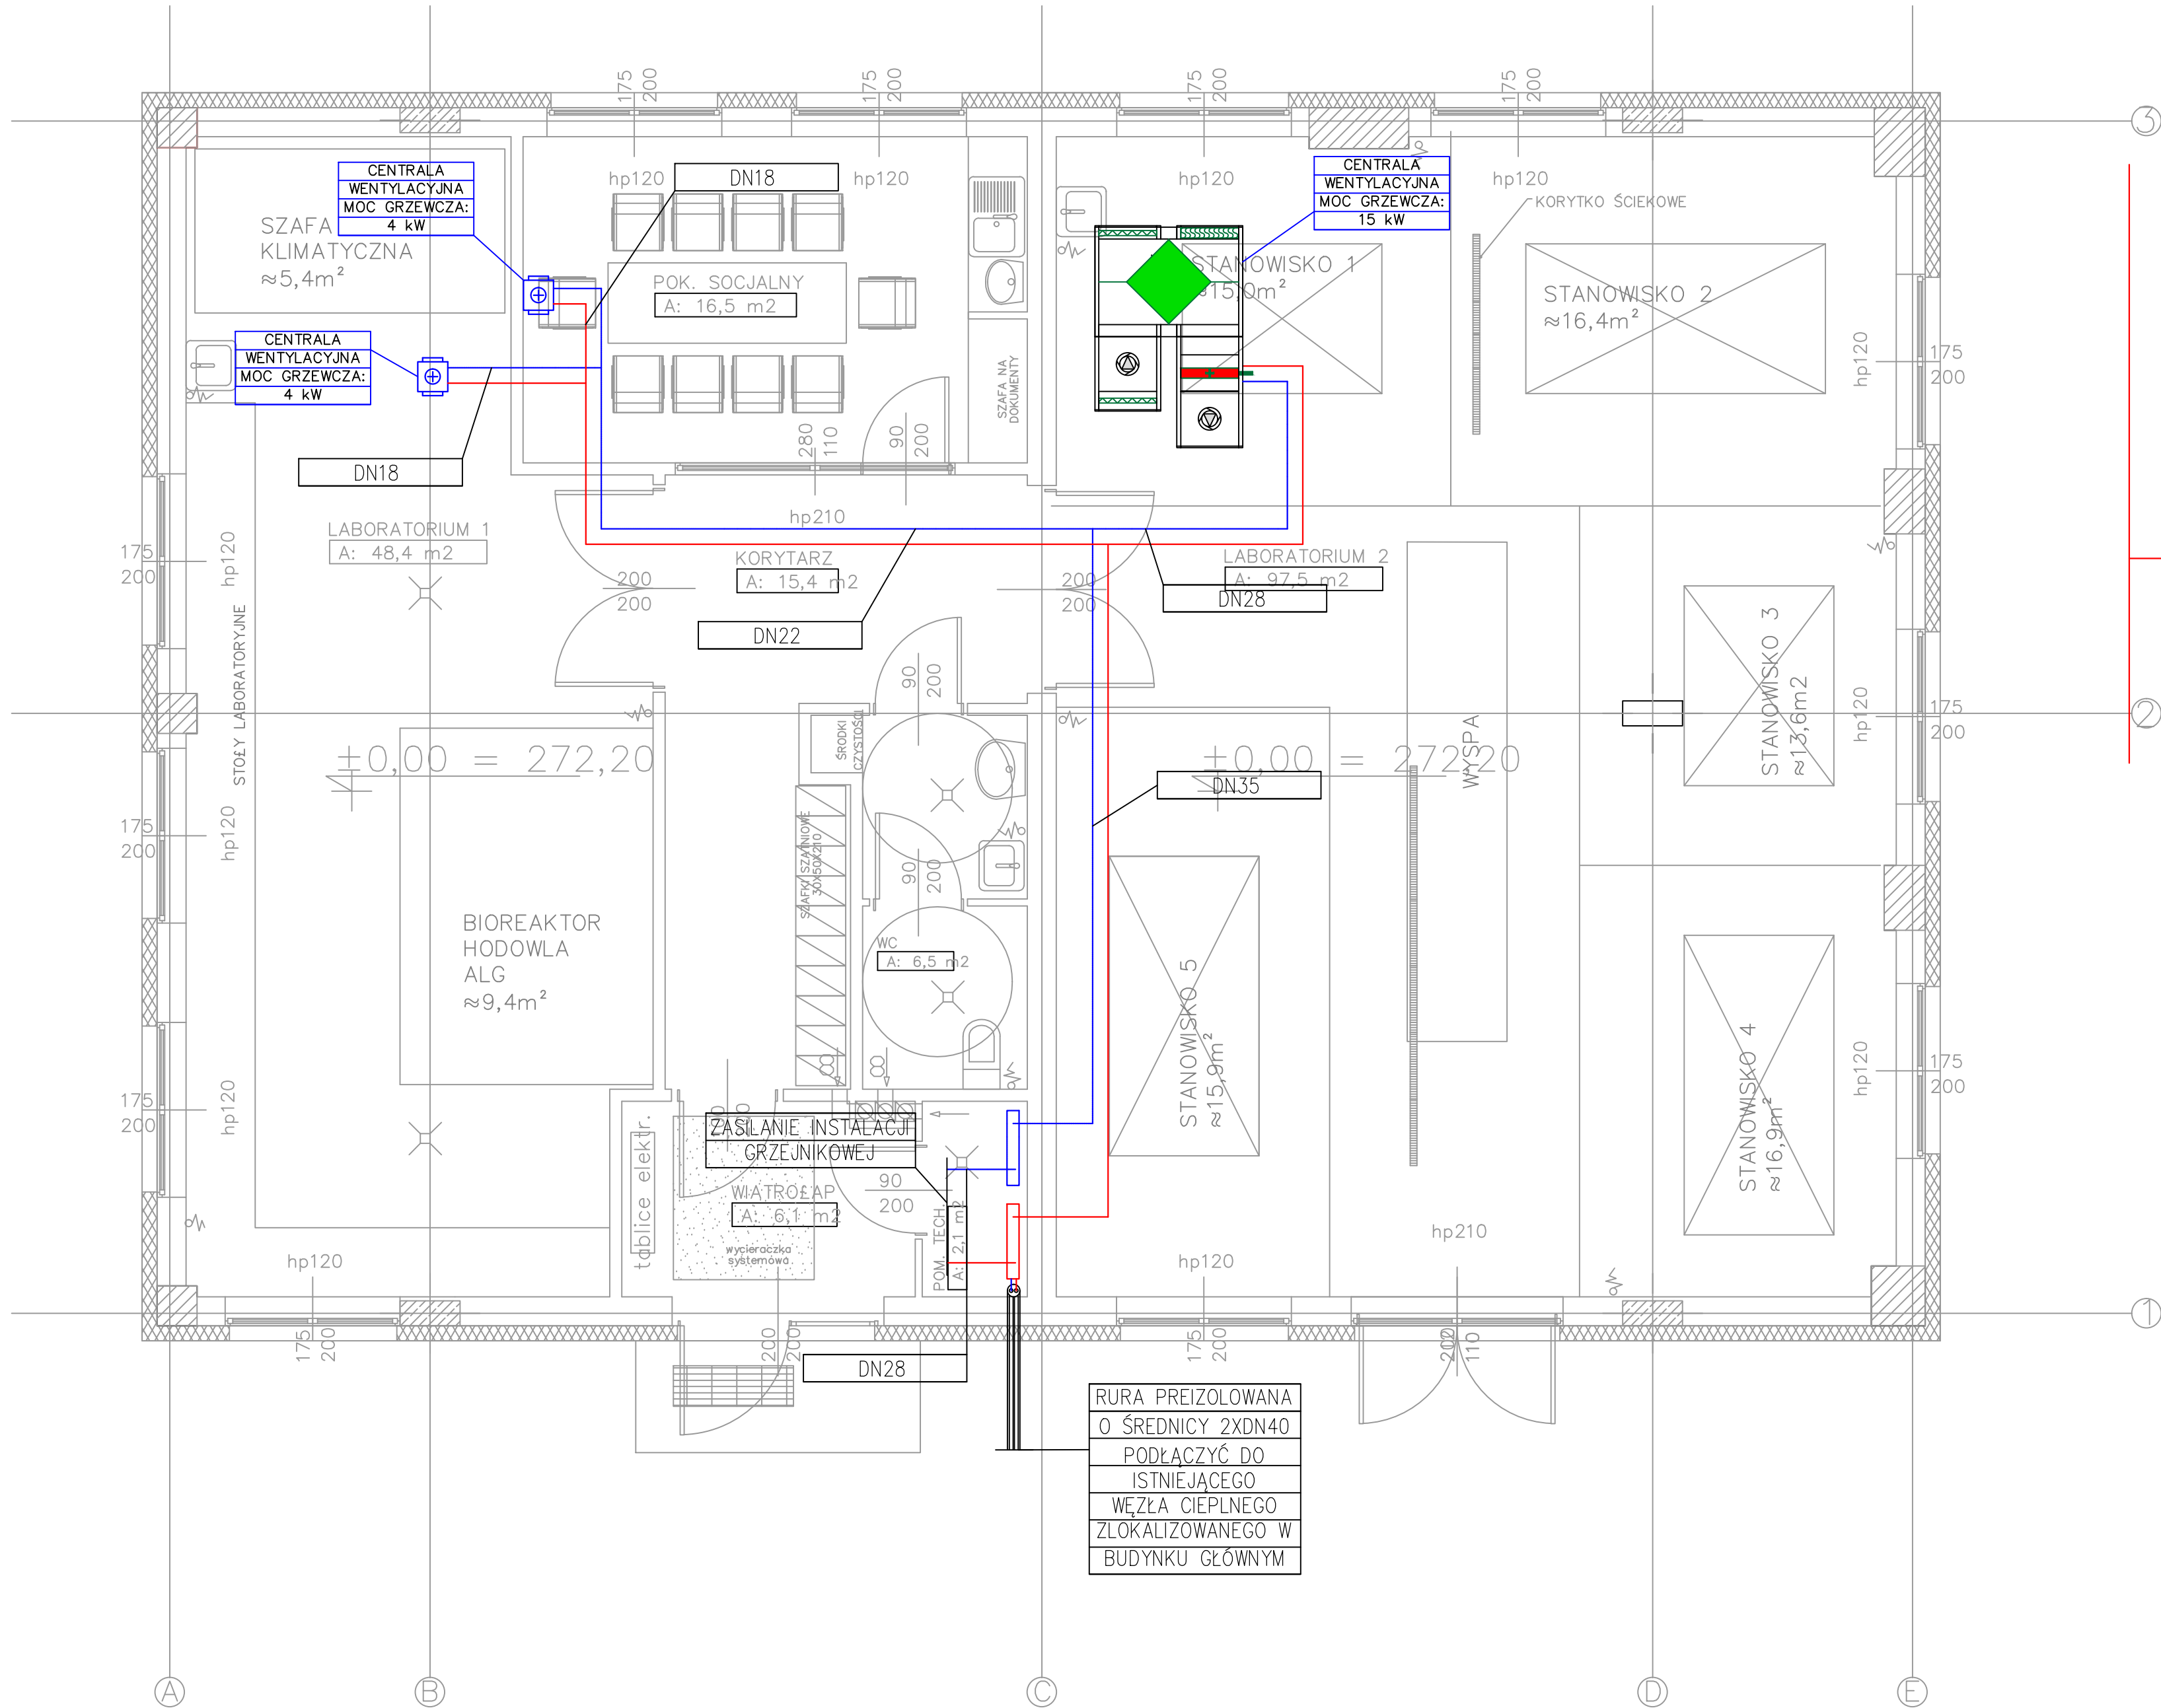 175
200
175
200
175
200
175
200
3
CENTRALA
WENTYLACYJNA
MOC GRZEWCZA:
4 kW
DN18
hp120
hp120
hp120
hp120
CENTRALA
WENTYLACYJNA
MOC GRZEWCZA:
15 kW
KORYTKO ŚCIEKOWE
SZAFA
KLIMATYCZNA
≈5,4m²
POK. SOCJALNY
A: 16,5 m2
STANOWISKO 1
≈15,0m²
STANOWISKO 2
≈16,4m²
CENTRALA
WENTYLACYJNA
MOC GRZEWCZA:
4 kW
SZAFA NA
DOKUMENTY
hp120
175
200
280
110
90
200
DN18
hp210
LABORATORIUM 1
A: 48,4 m2
175
200
hp120
KORYTARZ
A: 15,4 m2
200
200
200
200
LABORATORIUM 2
A: 97,5 m2
DN28
DN22
STOŁY LABORATORYJNE
90
200
ŚRODKI
CZYSTOŚCI
STANOWISKO 3
≈13,6m2
hp120
175
200
2
±0,00 = 272,20
±0,00 = 272,20
WYSPA
DN35
175
200
hp120
SZAFKI SZATNIOWE
30X50X210
90
200
BIOREAKTOR
HODOWLA
ALG
≈9,4m²
WC
A: 6,5 m2
STANOWISKO 5
≈15,9m²
STANOWISKO 4
≈16,9m²
hp120
175
200
175
200
hp120
tablice elektr.
ZASILANIE INSTALACJI
GRZEJNIKOWEJ
WIATROŁAP
A: 6,1 m2
wycieraczka
systemowa
90
200
POM. TECH.
A: 2,1 m2
hp120
hp120
hp210
1
175
200
200
200
175
200
110
DN28
RURA PREIZOLOWANA
O ŚREDNICY 2XDN40
PODŁĄCZYĆ DO
ISTNIEJĄCEGO
WĘZŁA CIEPLNEGO
ZLOKALIZOWANEGO W
BUDYNKU GŁÓWNYM
A
B
C
D
E